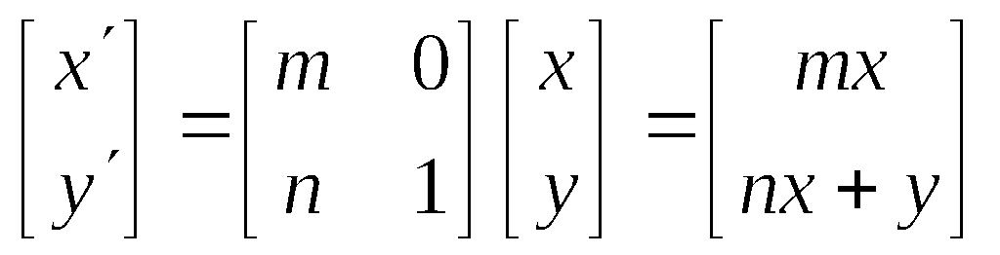 [x´ y´] = [m 0 n 1] [x y] = [mx nx + y]